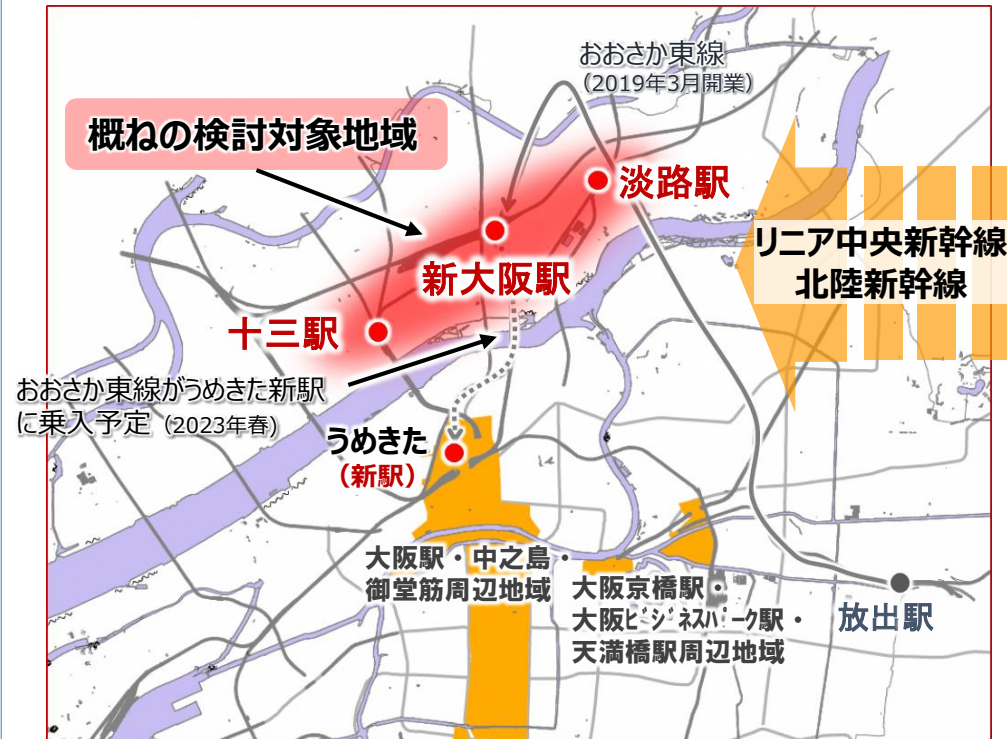 おおさか東線
（2019年3月開業）
概ねの検討対象地域
淡路駅
リニア中央新幹線
北陸新幹線
新大阪駅
十三駅
おおさか東線がうめきた新駅
に乗入予定（2023年春）
うめきた
（新駅）
大阪駅・中之島・
御堂筋周辺地域
大阪京橋駅・
大阪ﾋﾞｼﾞﾈｽﾊﾟｰｸ駅・
天満橋駅周辺地域
放出駅